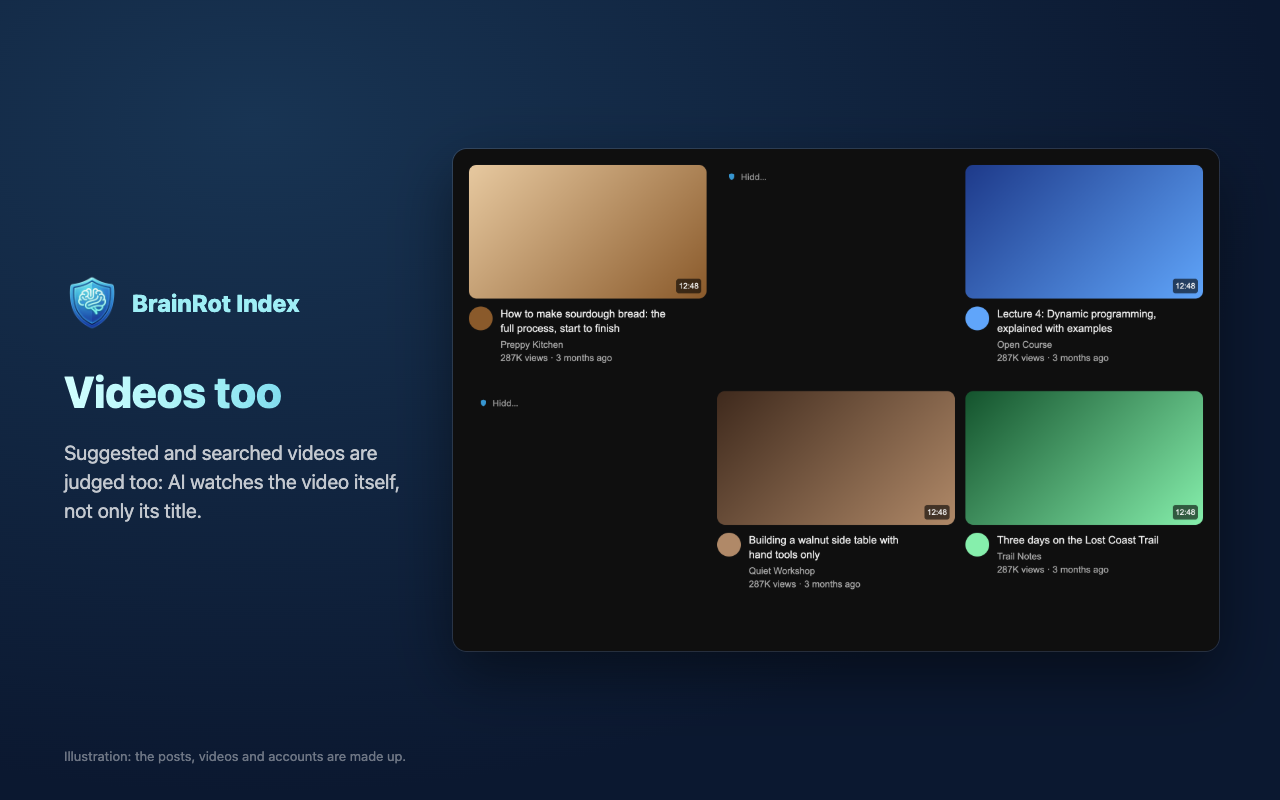 BrainRot Index
Videos too
Suggested and searched videos are
judged too: AI watches the video itself,
not only its title.
Illustration: the posts, videos and accounts are made up.
12:48
How to make sourdough bread: the
full process, start to finish
Preppy Kitchen
287K views · 3 months ago
Hidd...
12:48
Lecture 4: Dynamic programming,
explained with examples
Open Course
287K views · 3 months ago
Hidd...
12:48
Building a walnut side table with
hand tools only
Quiet Workshop
287K views · 3 months ago
12:48
Three days on the Lost Coast Trail
Trail Notes
287K views · 3 months ago